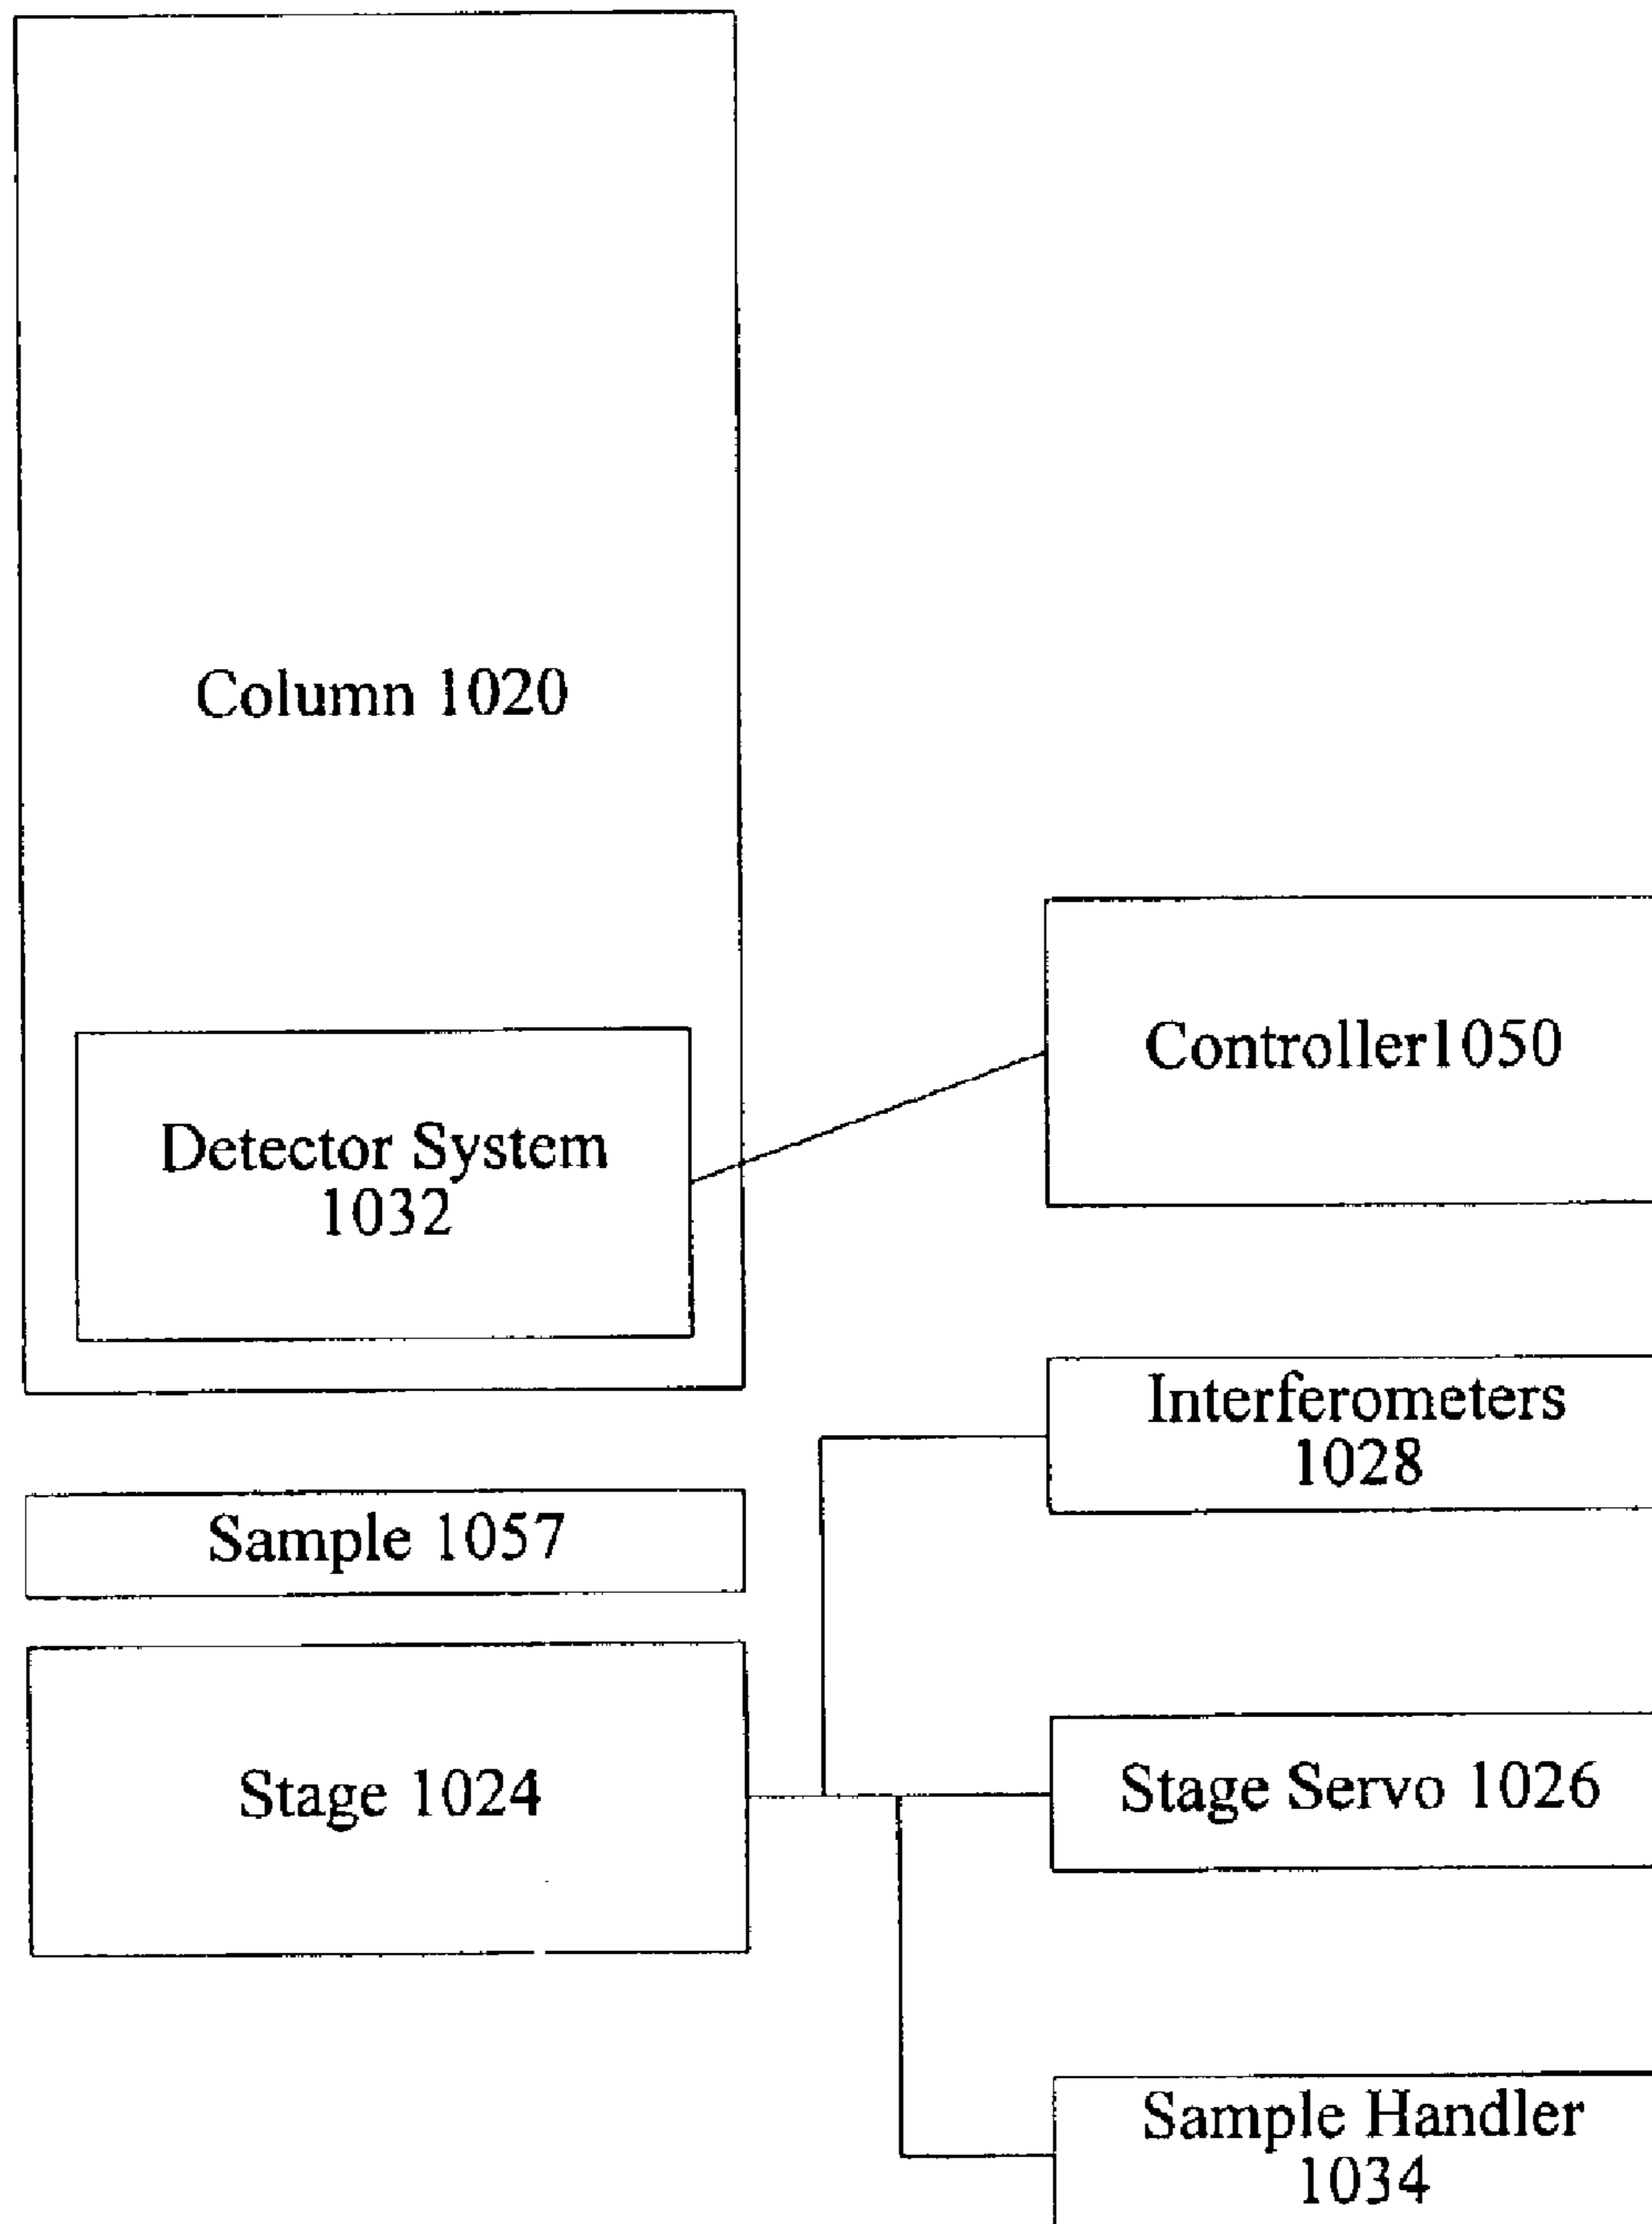 Column 1020
Controller1050
Detector System
1032
Interferometers
1028
Sample 1057
Stage 1024
Stage Servo 1026
Sample Handler
1034